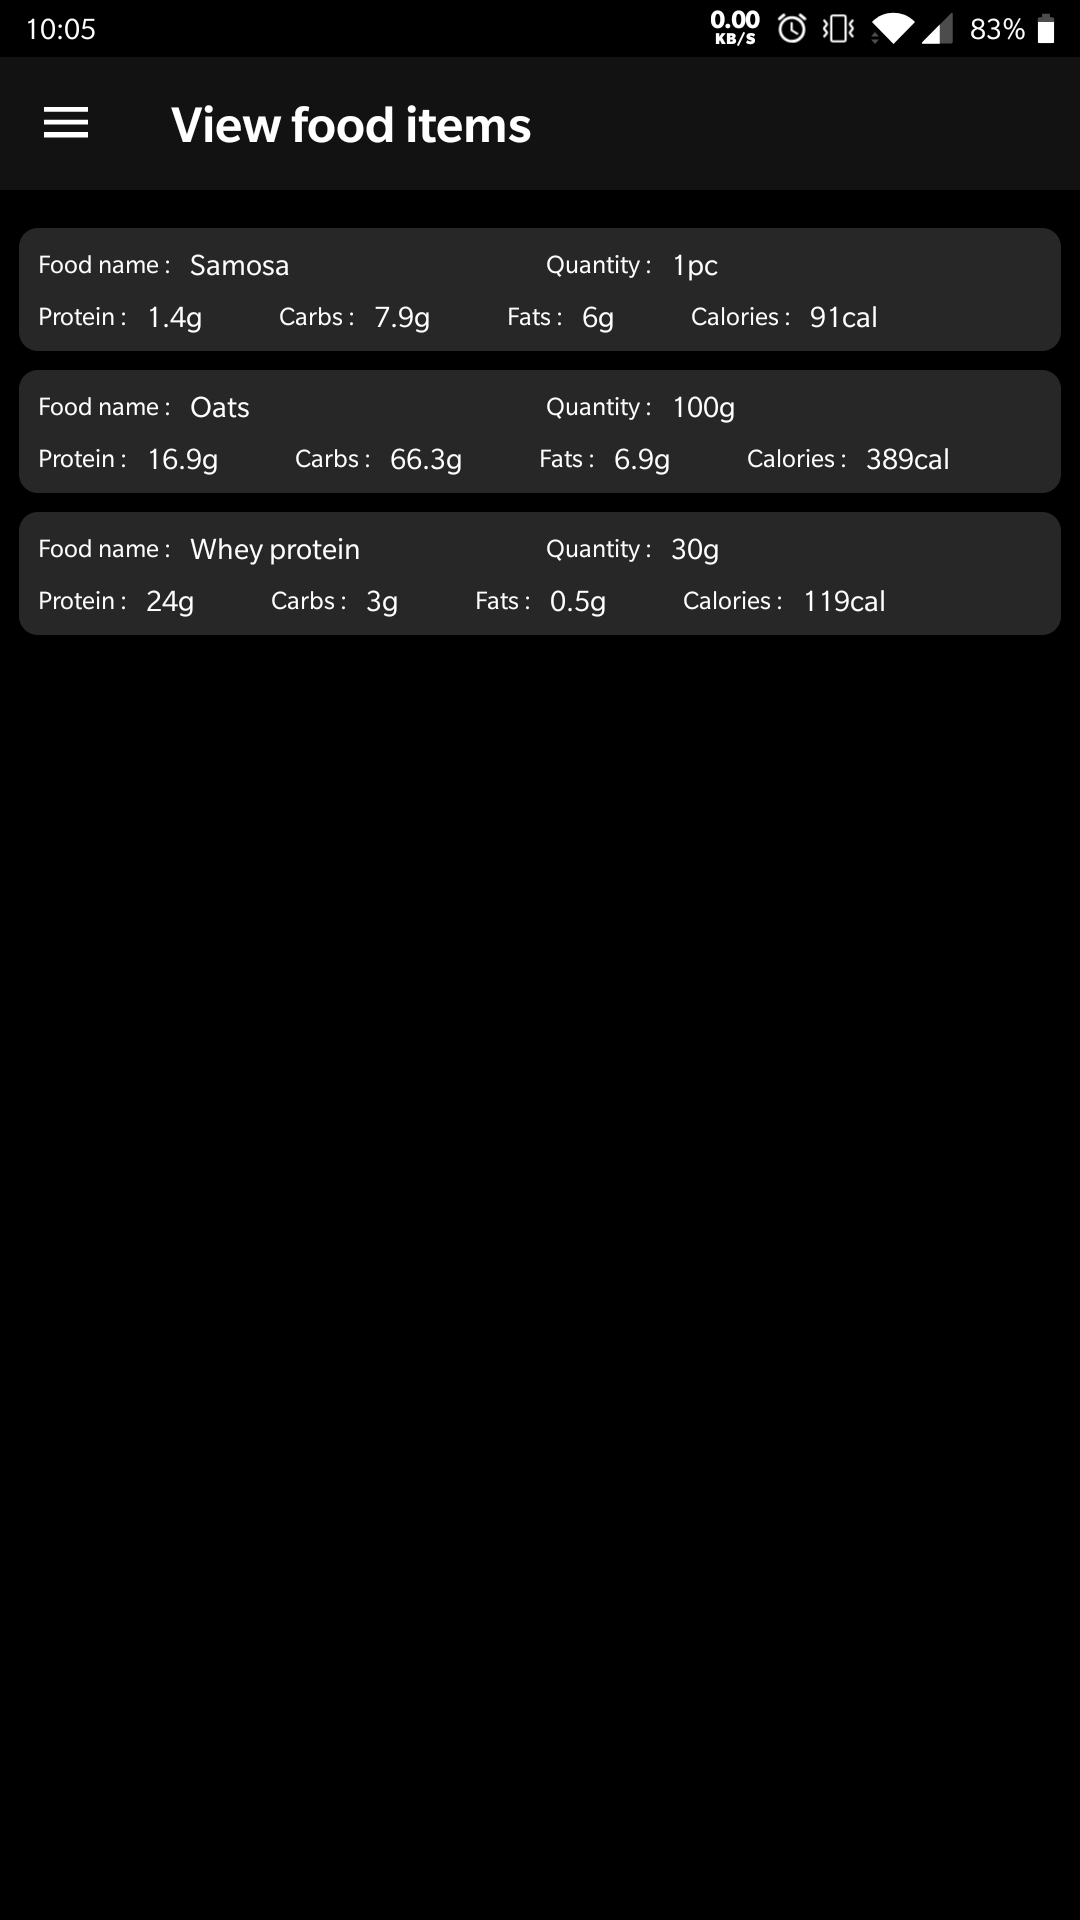 10:05 0.00 KB/S 83%
View food items
Food name : Samosa Quantity : 1pc
Protein : 1.4g Carbs : 7.9g Fats : 6g Calories : 91cal
Food name : Oats Quantity : 100g
Protein : 16.9g Carbs : 66.3g Fats : 6.9g Calories : 389cal
Food name : Whey protein Quantity : 30g
Protein : 24g Carbs : 3g Fats : 0.5g Calories : 119cal